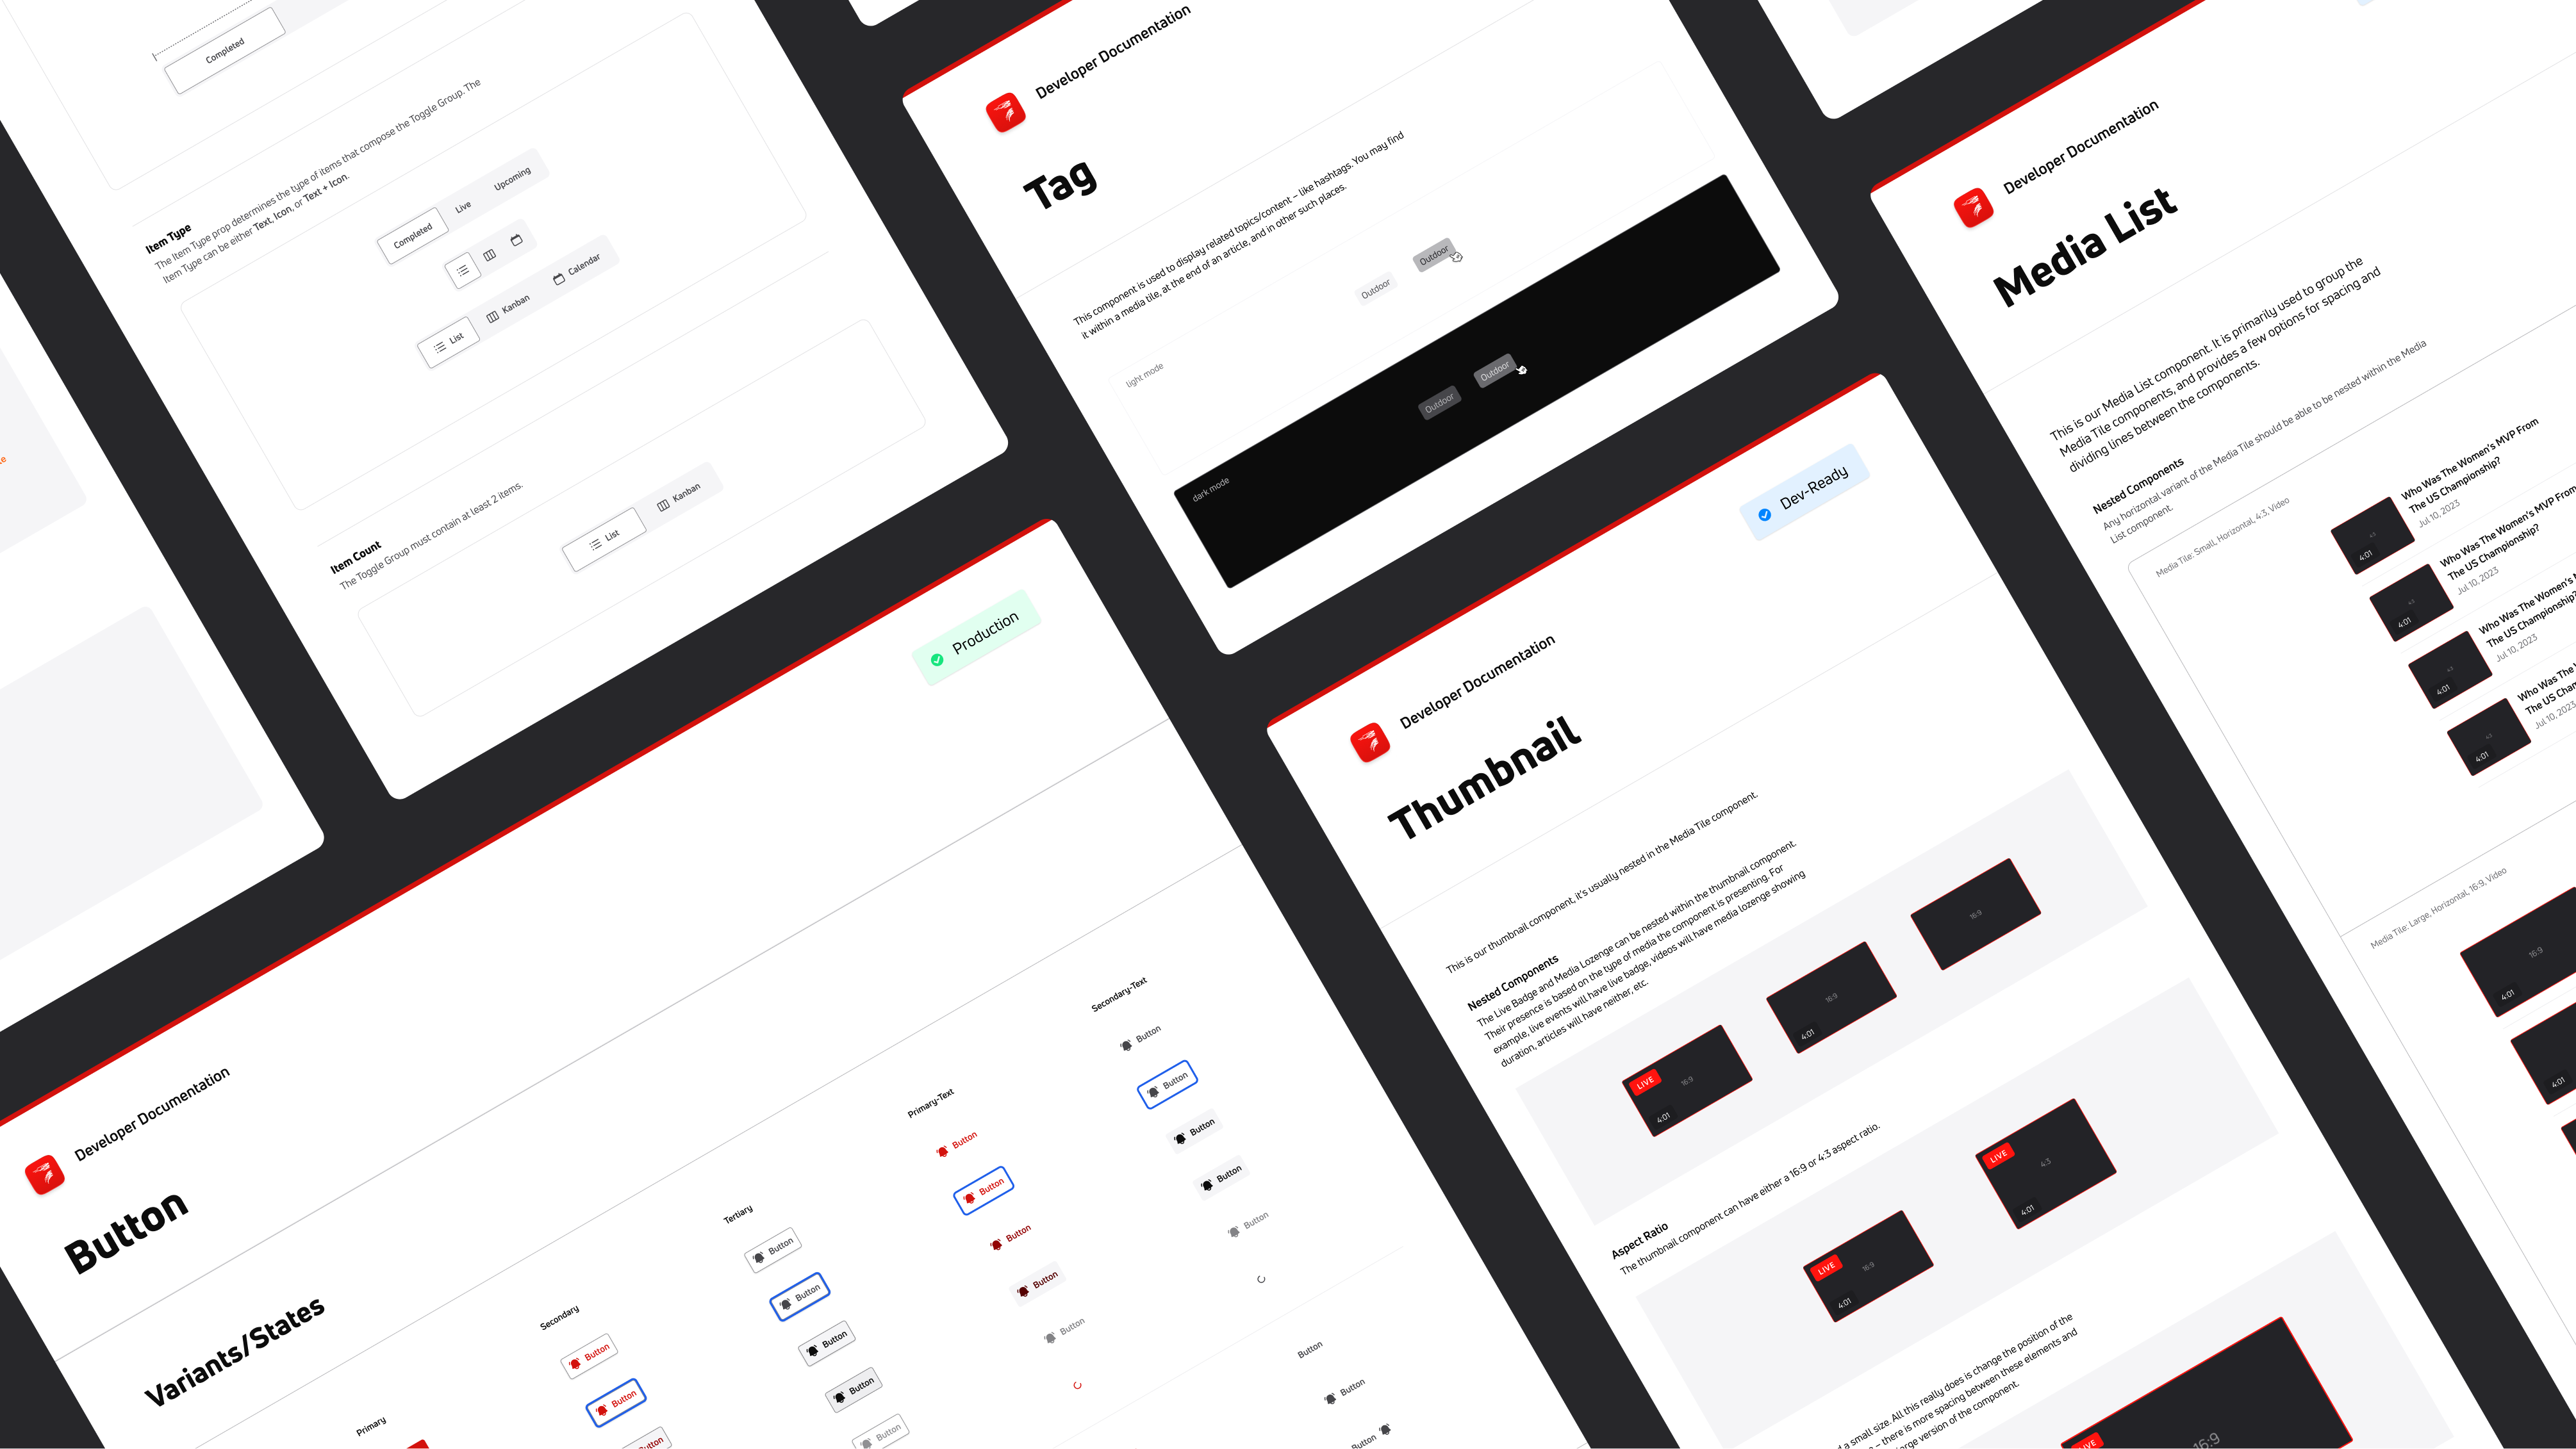 Completed
Item Type
The Item Type prop determines the type of items that compose the Toggle Group. The
Item Type can be either Text, Icon, or Text + Icon.
Completed Live Upcoming
List Kanban Calendar
Item Count
The Toggle Group must contain at least 2 items.
List Kanban
Developer Documentation
Tag
This component is used to display related topics/content – like hashtags. You may find
it within a media tile, at the end of an article, and in other such places.
light mode
Outdoor Outdoor
dark mode
Outdoor Outdoor
Developer Documentation
Media List
This is our Media List component. It is primarily used to group the
Media Tile components, and provides a few options for spacing and
dividing lines between the components.
Nested Components
Any horizontal variant of the Media Tile should be able to be nested within the Media
List component.
Media Tile: Small, Horizontal, 4:3, Video
4:3
4:01
Who Was The Women's MVP From
The US Championship?
Jul 10, 2023
4:3
4:01
Who Was The Women's MVP From
The US Championship?
Jul 10, 2023
4:3
4:01
Who Was The Women's
The US Championship?
Jul 10, 2023
4:3
4:01
Who Was The
The US
Jul 10, 2023
Media Tile: Large, Horizontal, 16:9, Video
16:9
4:01
4:01
Production
Developer Documentation
Button
Variants/States
Primary
Secondary
Button
Button
Button
Tertiary
Button
Button
Button
Button
Button
Primary-Text
Button
Button
Button
Button
Button
Secondary-Text
Button
Button
Button
Button
Button
Button
Button
Button
Dev-Ready
Developer Documentation
Thumbnail
This is our thumbnail component, it's usually nested in the Media Tile component.
Nested Components
The Live Badge and Media Lozenge can be nested within the thumbnail component.
Their presence is based on the type of media the component is presenting. For
example, live events will have live badge, videos will have media lozenge showing
duration, articles will have neither, etc.
LIVE
16:9
4:01
16:9
4:01
16:9
Aspect Ratio
The thumbnail component can have either a 16:9 or 4:3 aspect ratio.
LIVE
16:9
4:01
LIVE
4:3
4:01
a small size. All this really does is change the position of the
– there is more spacing between these elements and
version of the component.
LIVE
16:9